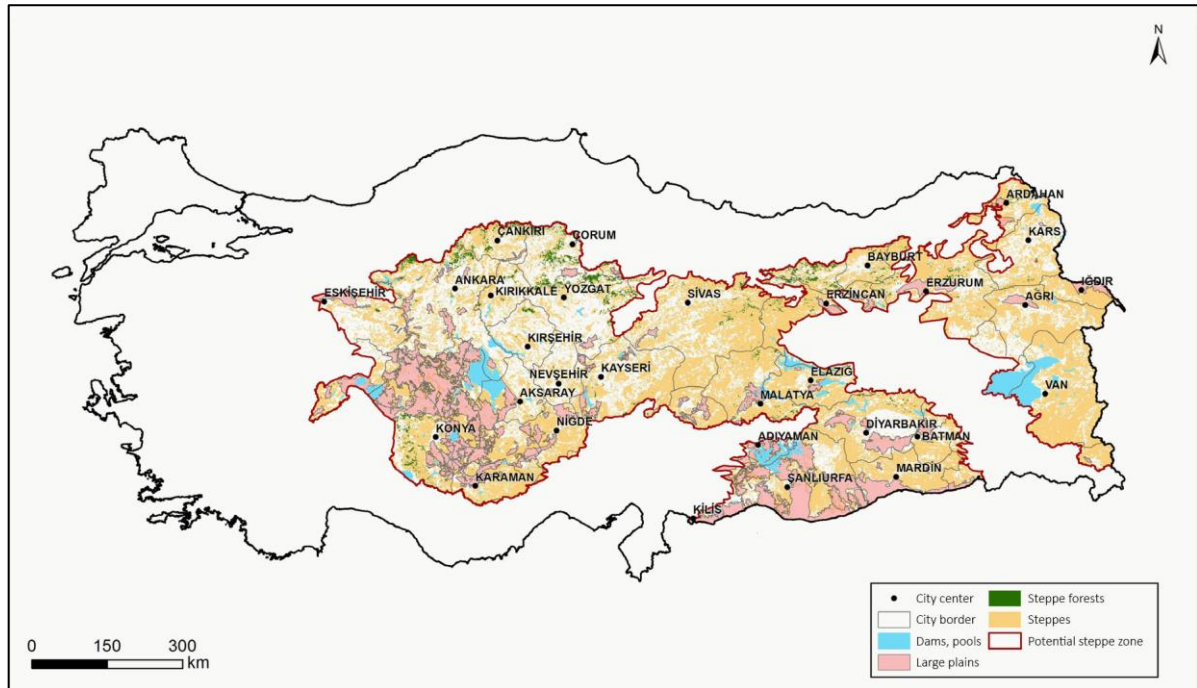 N
ARDAHAN
KARS
ÇANKIRI
ÇORUM
BAYBURT
ANKARA
KIRIKKALE
YOZGAT
ESKİŞEHİR
SİVAS
ERZİNCAN
ERZURUM
IĞDIR
AĞRI
KIRŞEHİR
NEVŞEHİR
KAYSERİ
ELAZIĞ
VAN
AKSARAY
MALATYA
KONYA
NİĞDE
DİYARBAKIR
BATMAN
ADIYAMAN
KARAMAN
ŞANLIURFA
MARDİN
KİLİS
City center
Steppe forests
City border
Steppes
Dams, pools
Potential steppe zone
Large plains
0 150 300
km